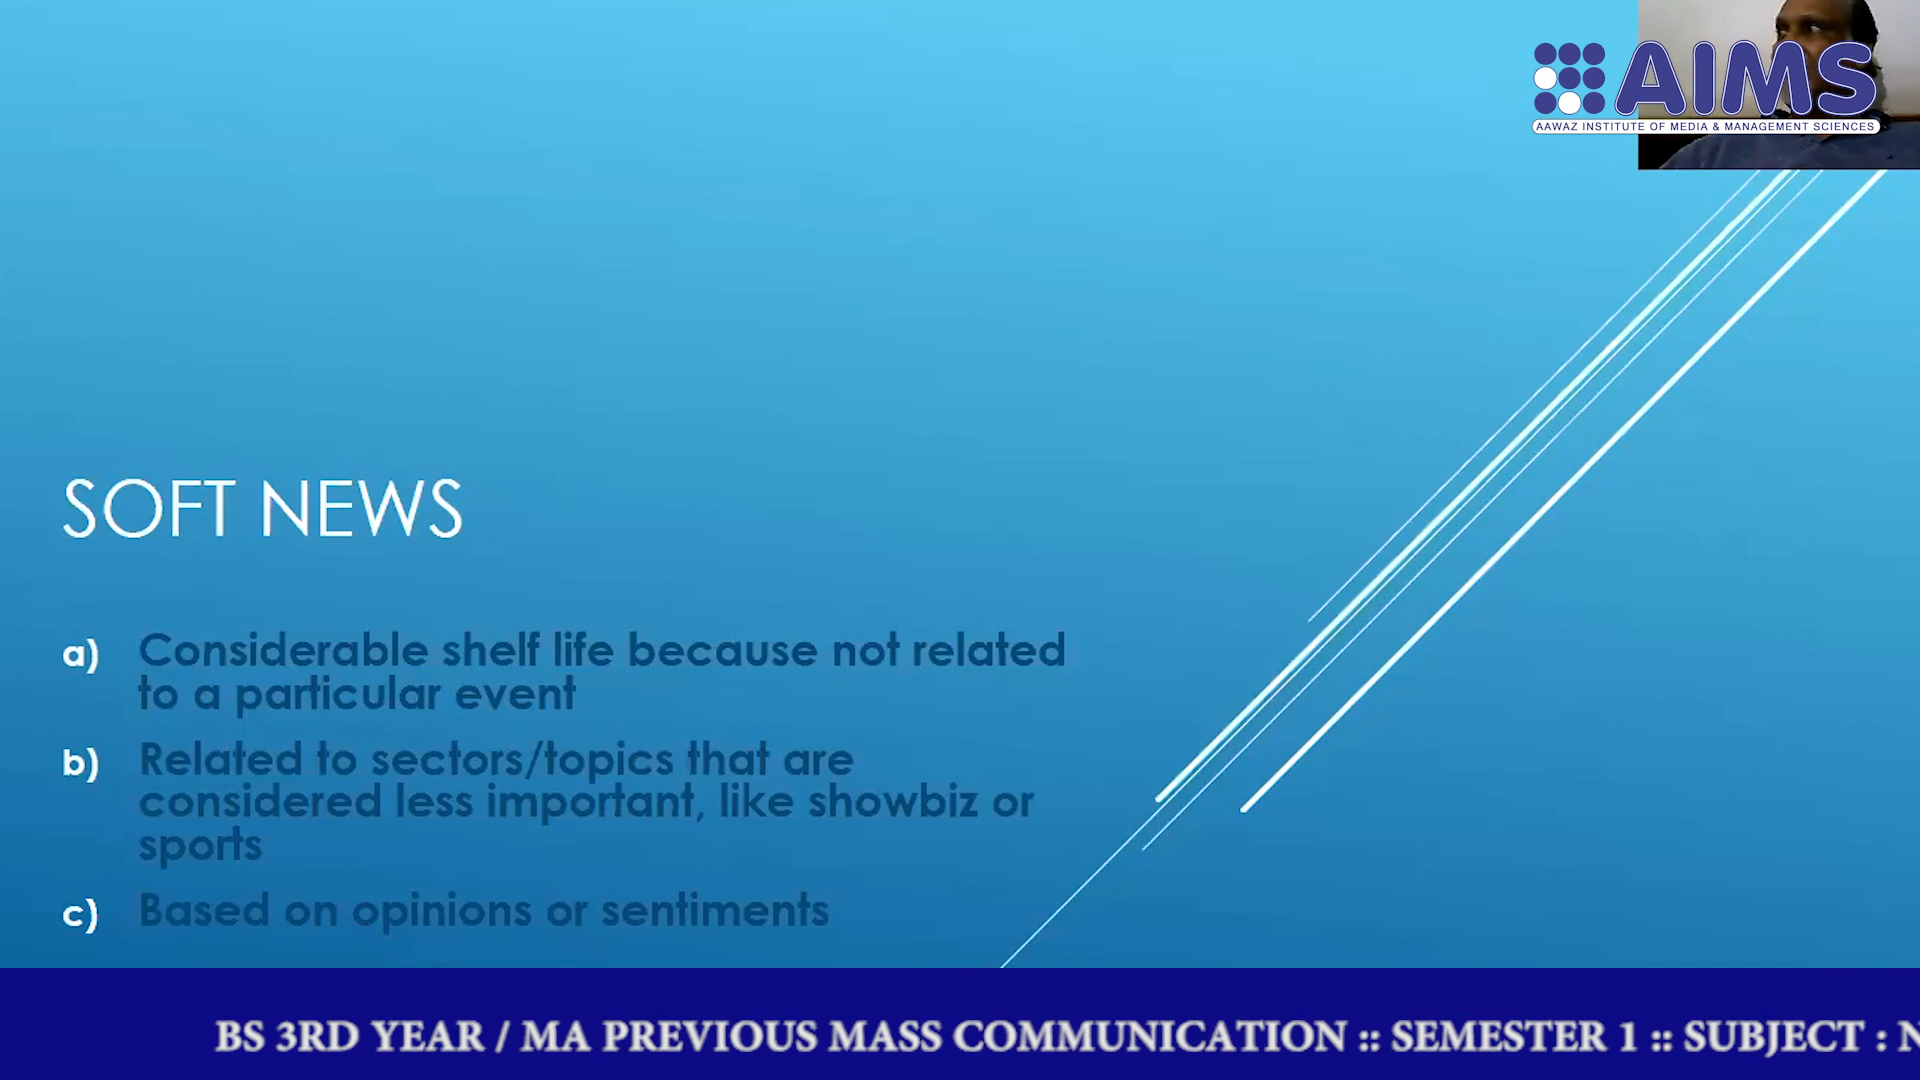 AIMS
AAWAZ INSTITUTE OF MEDIA & MANAGEMENT SCIENCES
SOFT NEWS
a) Considerable shelf life because not related
to a particular event
b) Related to sectors/topics that are
considered less important, like showbiz or
sports
c) Based on opinions or sentiments
BS 3RD YEAR / MA PREVIOUS MASS COMMUNICATION :: SEMESTER 1 :: SUBJECT :